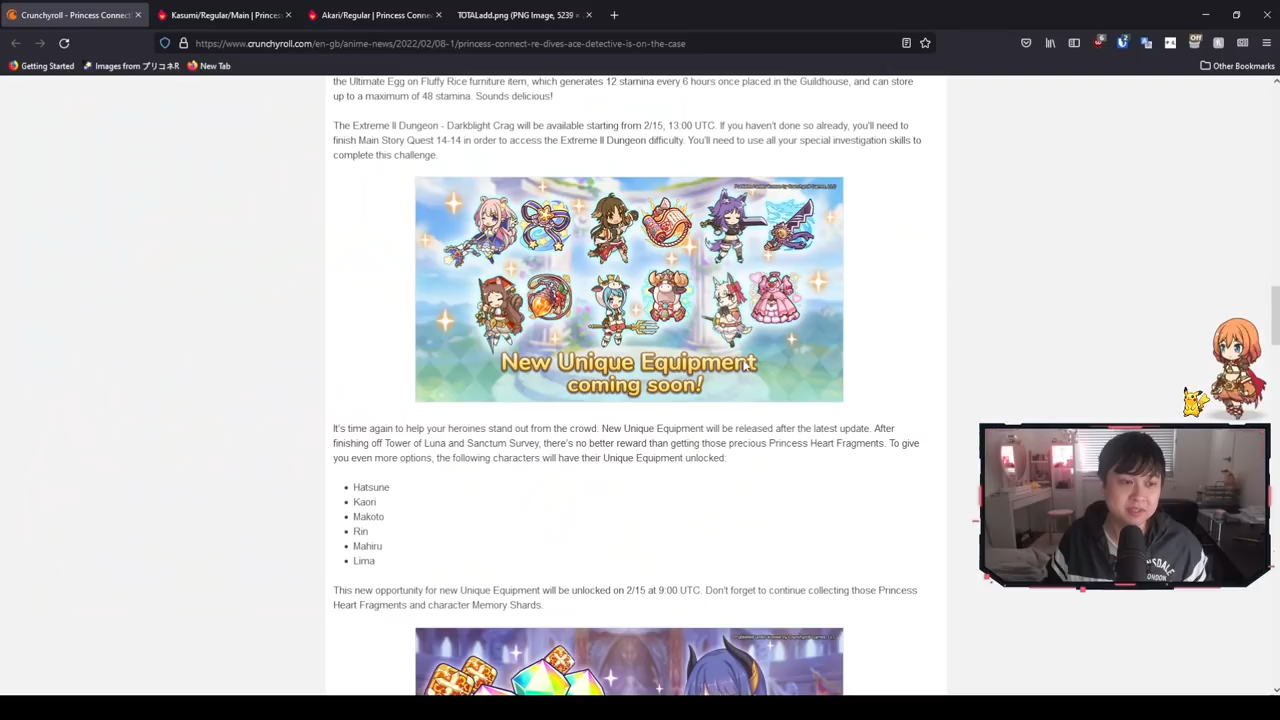 Crunchyroll - Princess Connect!
Kasumi/Regular/Main | Princess
Akari/Regular | Princess Conne
TOTALadd.png (PNG Image, 5239 ×
https://www.crunchyroll.com/en-gb/anime-news/2022/02/08-1/princess-connect-re-dives-ace-detective-is-on-the-case
Off
Getting Started
Images from プリコネR
New Tab
Other Bookmarks
the Ultimate Egg on Fluffy Rice furniture item, which generates 12 stamina every 6 hours once placed in the Guildhouse, and can store
up to a maximum of 48 stamina. Sounds delicious!
The Extreme II Dungeon - Darkblight Crag will be available starting from 2/15, 13:00 UTC. If you haven't done so already, you'll need to
finish Main Story Quest 14-14 in order to access the Extreme II Dungeon difficulty. You'll need to use all your special investigation skills to
complete this challenge.
New Unique Equipment
coming soon!
It's time again to help your heroines stand out from the crowd. New Unique Equipment will be released after the latest update. After
finishing off Tower of Luna and Sanctum Survey, there's no better reward than getting those precious Princess Heart Fragments. To give
you even more options, the following characters will have their Unique Equipment unlocked:
• Hatsune
• Kaori
• Makoto
• Rin
• Mahiru
• Lima
This new opportunity for new Unique Equipment will be unlocked on 2/15 at 9:00 UTC. Don't forget to continue collecting those Princess
Heart Fragments and character Memory Shards.